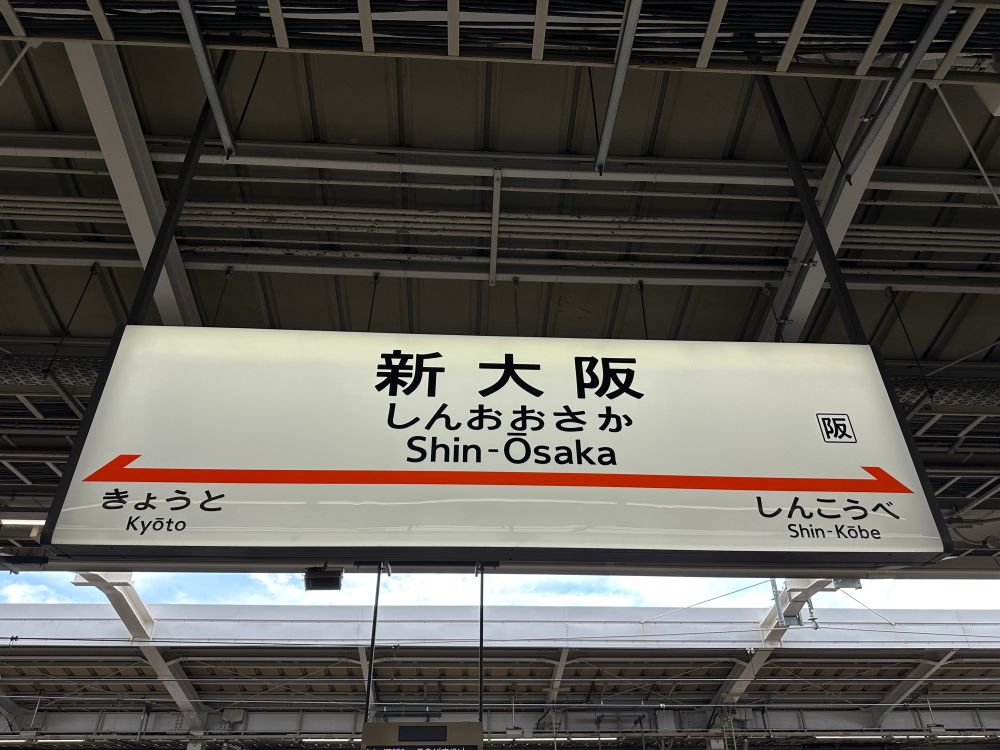 新大阪
しんおおさか
Shin-Ōsaka
阪
きょうと
Kyōto
しんこうべ
Shin-Kōbe